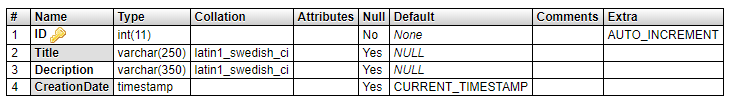 # Name Type Collation Attributes Null Default Comments Extra
1 ID int(11) No None AUTO_INCREMENT
2 Title varchar(250) latin1_swedish_ci Yes NULL
3 Decription varchar(350) latin1_swedish_ci Yes NULL
4 CreationDate timestamp Yes CURRENT_TIMESTAMP